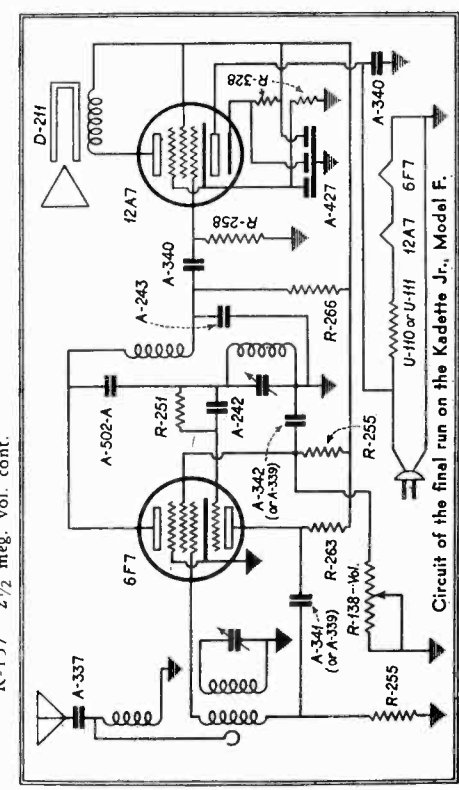 R-137 2½ meg. vol. cont.
D-211
12A7
R-328
A-340
A-427
R-258
A-340
A-243
R-266
A-502-A
R-251
A-242
A-342
(or A-339)
R-255
6F7
R-263
A-341
(or A-339)
R-138-Vol.
A-337
R-255
U-110 or U-111
12A7
6F7
Circuit of the final run on the Kadette Jr., Model F.